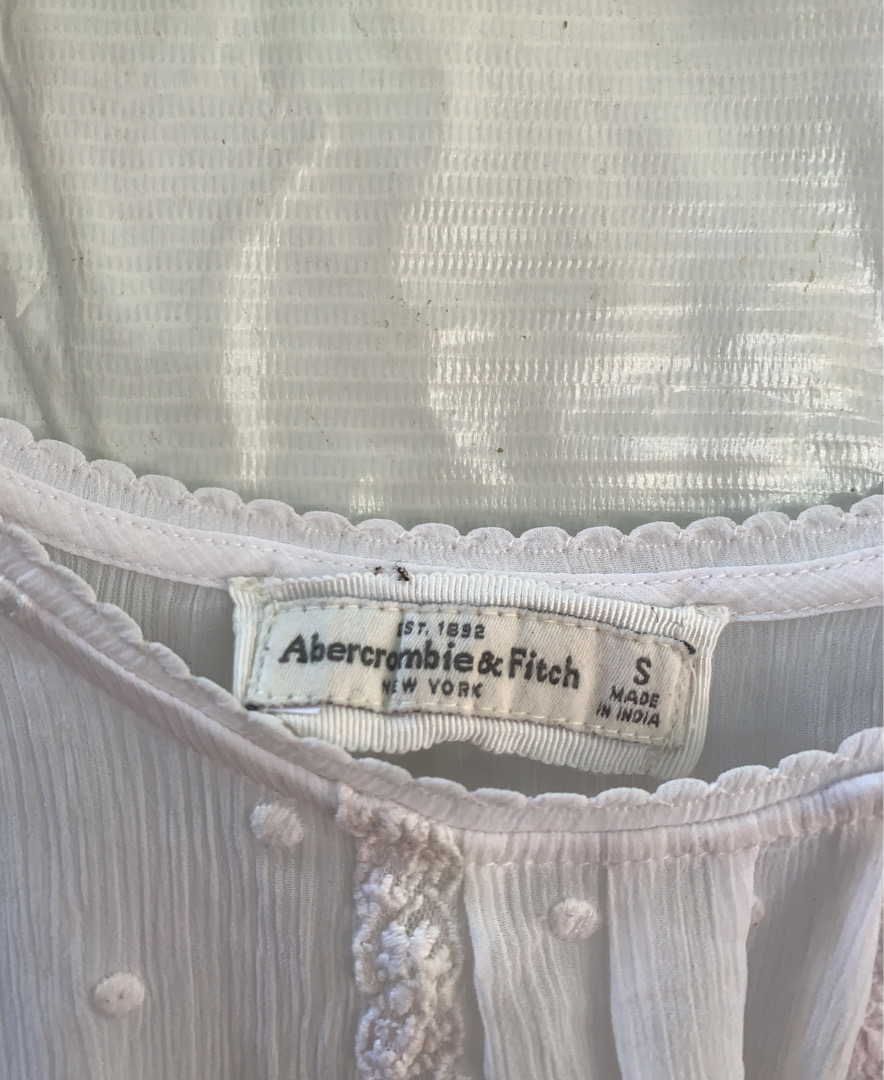 EST. 1892
Abercrombie & Fitch
NEW YORK
S
MADE
IN INDIA